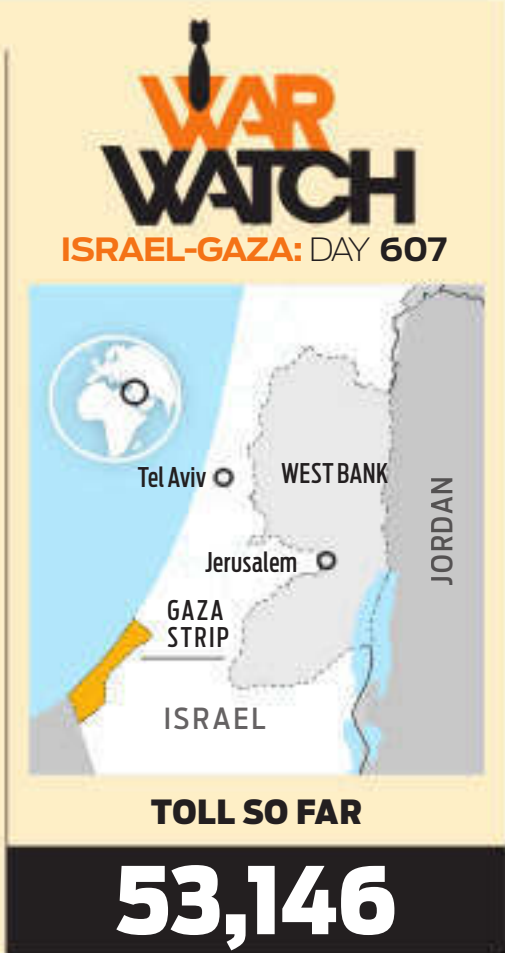 WAR
WATCH
ISRAEL-GAZA: DAY 607
Tel Aviv
WEST BANK
JORDAN
Jerusalem
GAZA
STRIP
ISRAEL
TOLL SO FAR
53,146